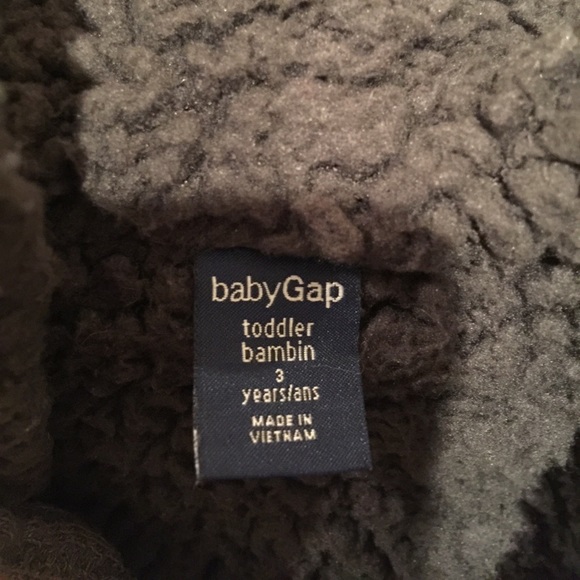 babyGap
toddler
bambin
3
years/ans
MADE IN
VIETNAM